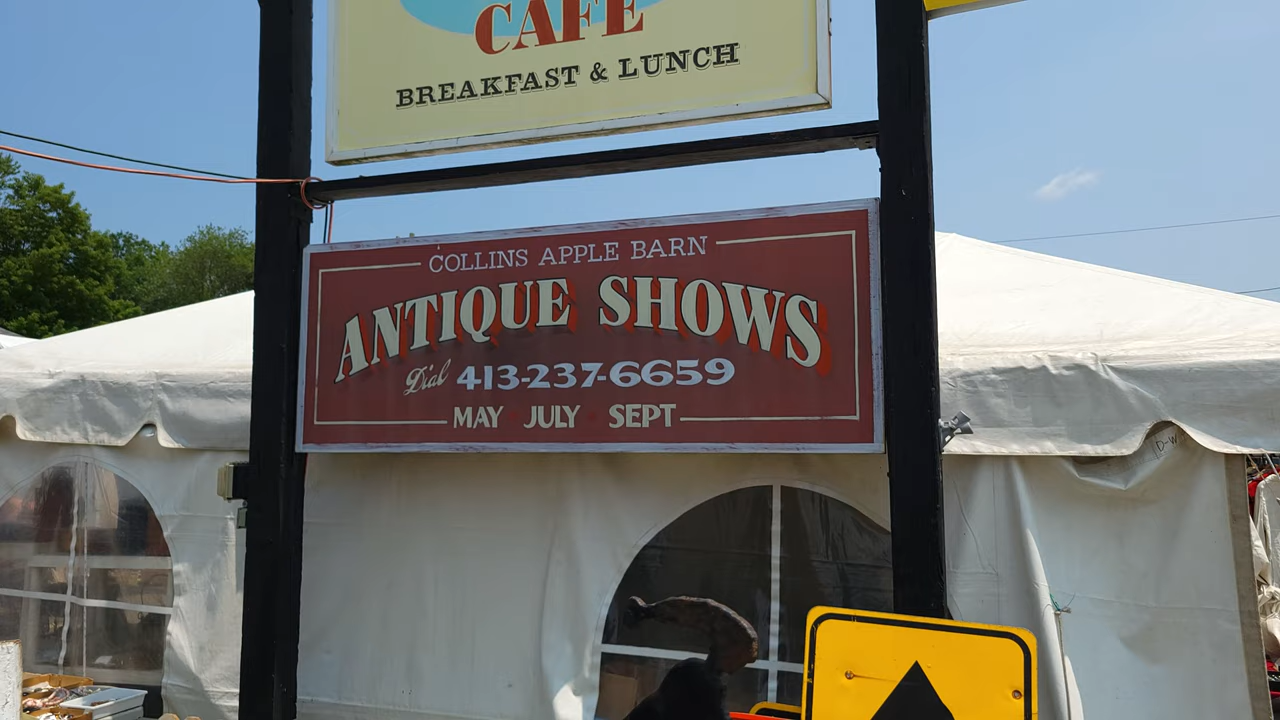 CAFE
BREAKFAST & LUNCH
COLLINS APPLE BARN
ANTIQUE SHOWS
Dial 413-237-6659
MAY JULY SEPT
D-W